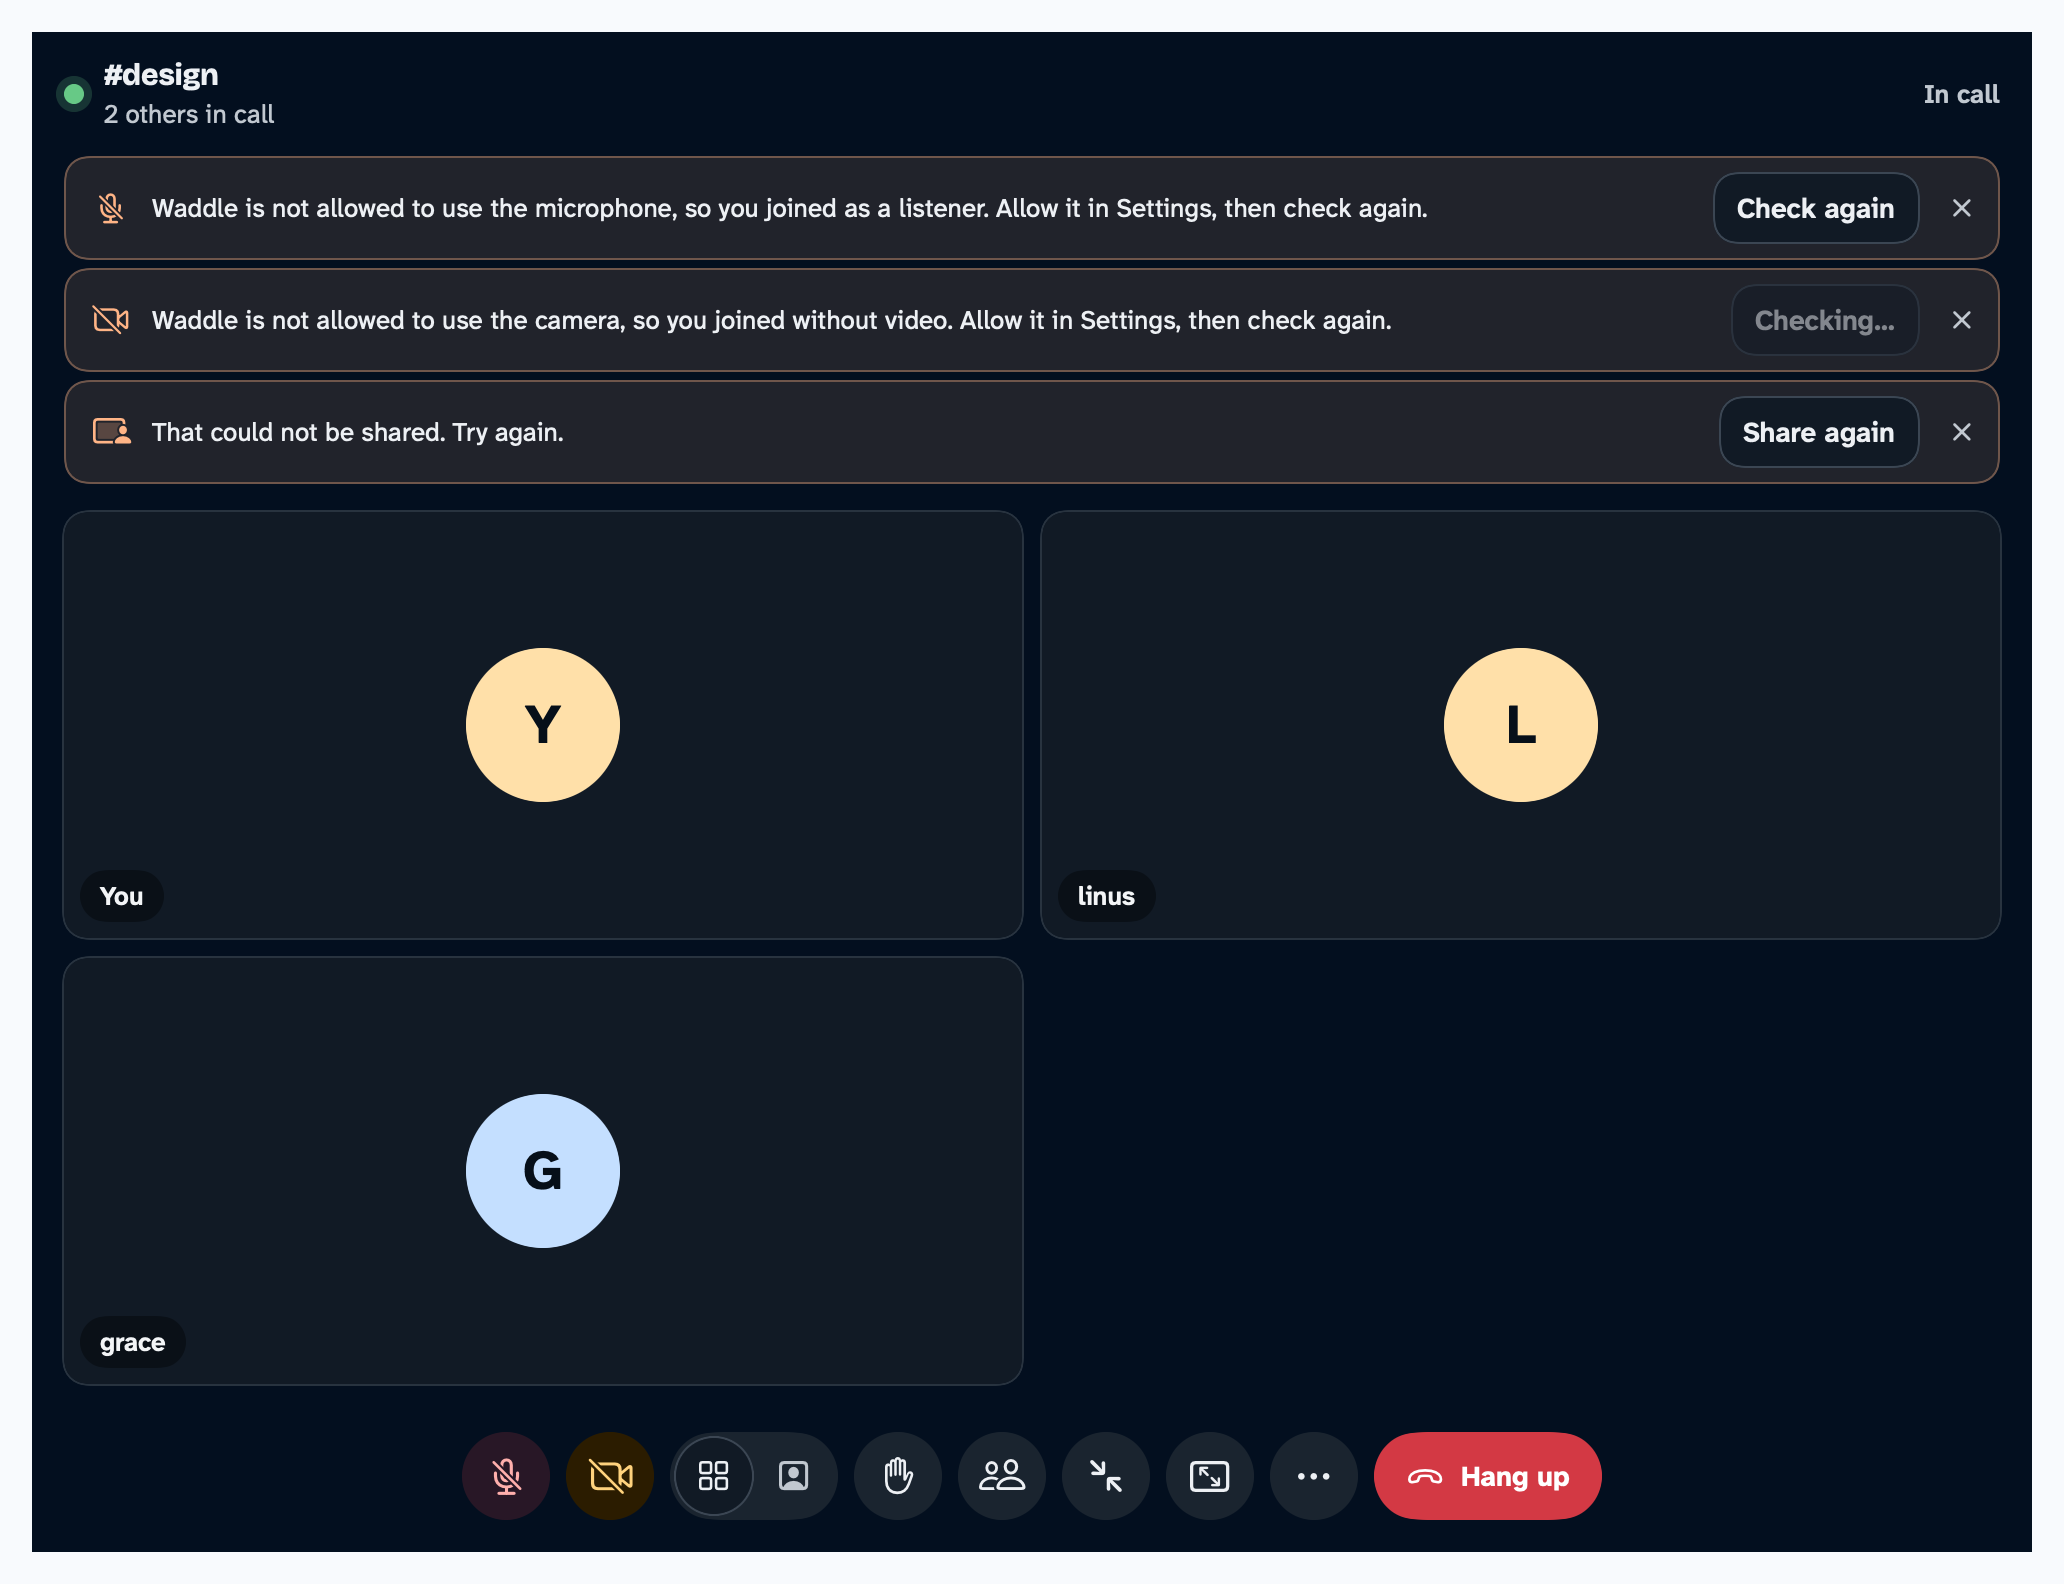 #design
2 others in call
In call
Waddle is not allowed to use the microphone, so you joined as a listener. Allow it in Settings, then check again.
Check again
Waddle is not allowed to use the camera, so you joined without video. Allow it in Settings, then check again.
Checking...
That could not be shared. Try again.
Share again
Y
You
L
linus
G
grace
Hang up